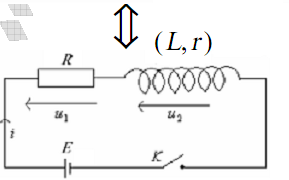 (L, r)
R
u₁ u₂
i
E K